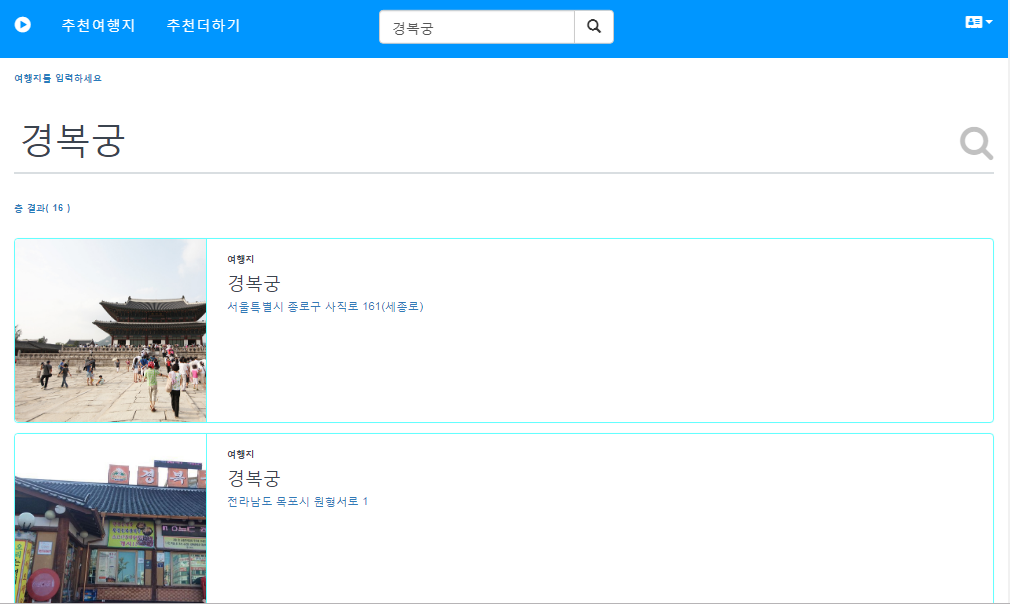 추천여행지 추천더하기 경복궁
여행지를 입력하세요
경복궁
총 결과( 16 )
여행지
경복궁
서울특별시 종로구 사직로 161(세종로)
여행지
경복궁
전라남도 목포시 원형서로 1
경 복